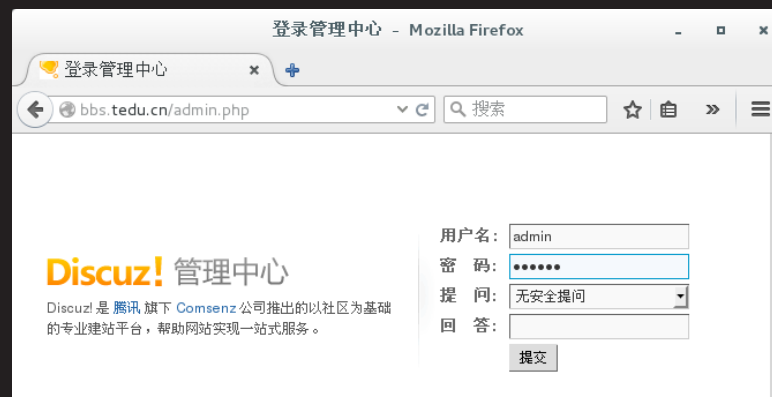 登录管理中心 - Mozilla Firefox
登录管理中心
bbs.tedu.cn/admin.php
搜索
Discuz! 管理中心
Discuz! 是 腾讯 旗下 Comsenz 公司推出的以社区为基础
的专业建站平台，帮助网站实现一站式服务。
用户名: admin
密 码: ••••••
提 问: 无安全提问
回 答:
提交